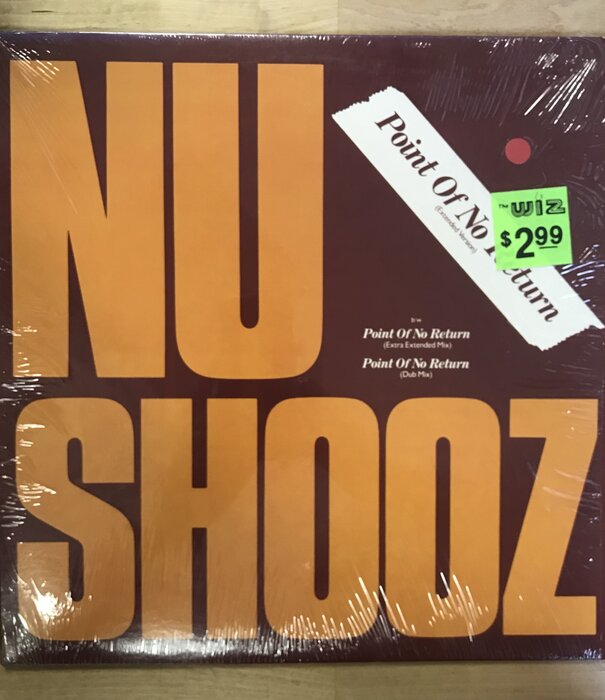 NU
SHOOZ
Point Of No Return
(Extended Version)
THE WIZ
$2.99
B/W
Point Of No Return
(Extra Extended Mix)
Point Of No Return
(Dub Mix)